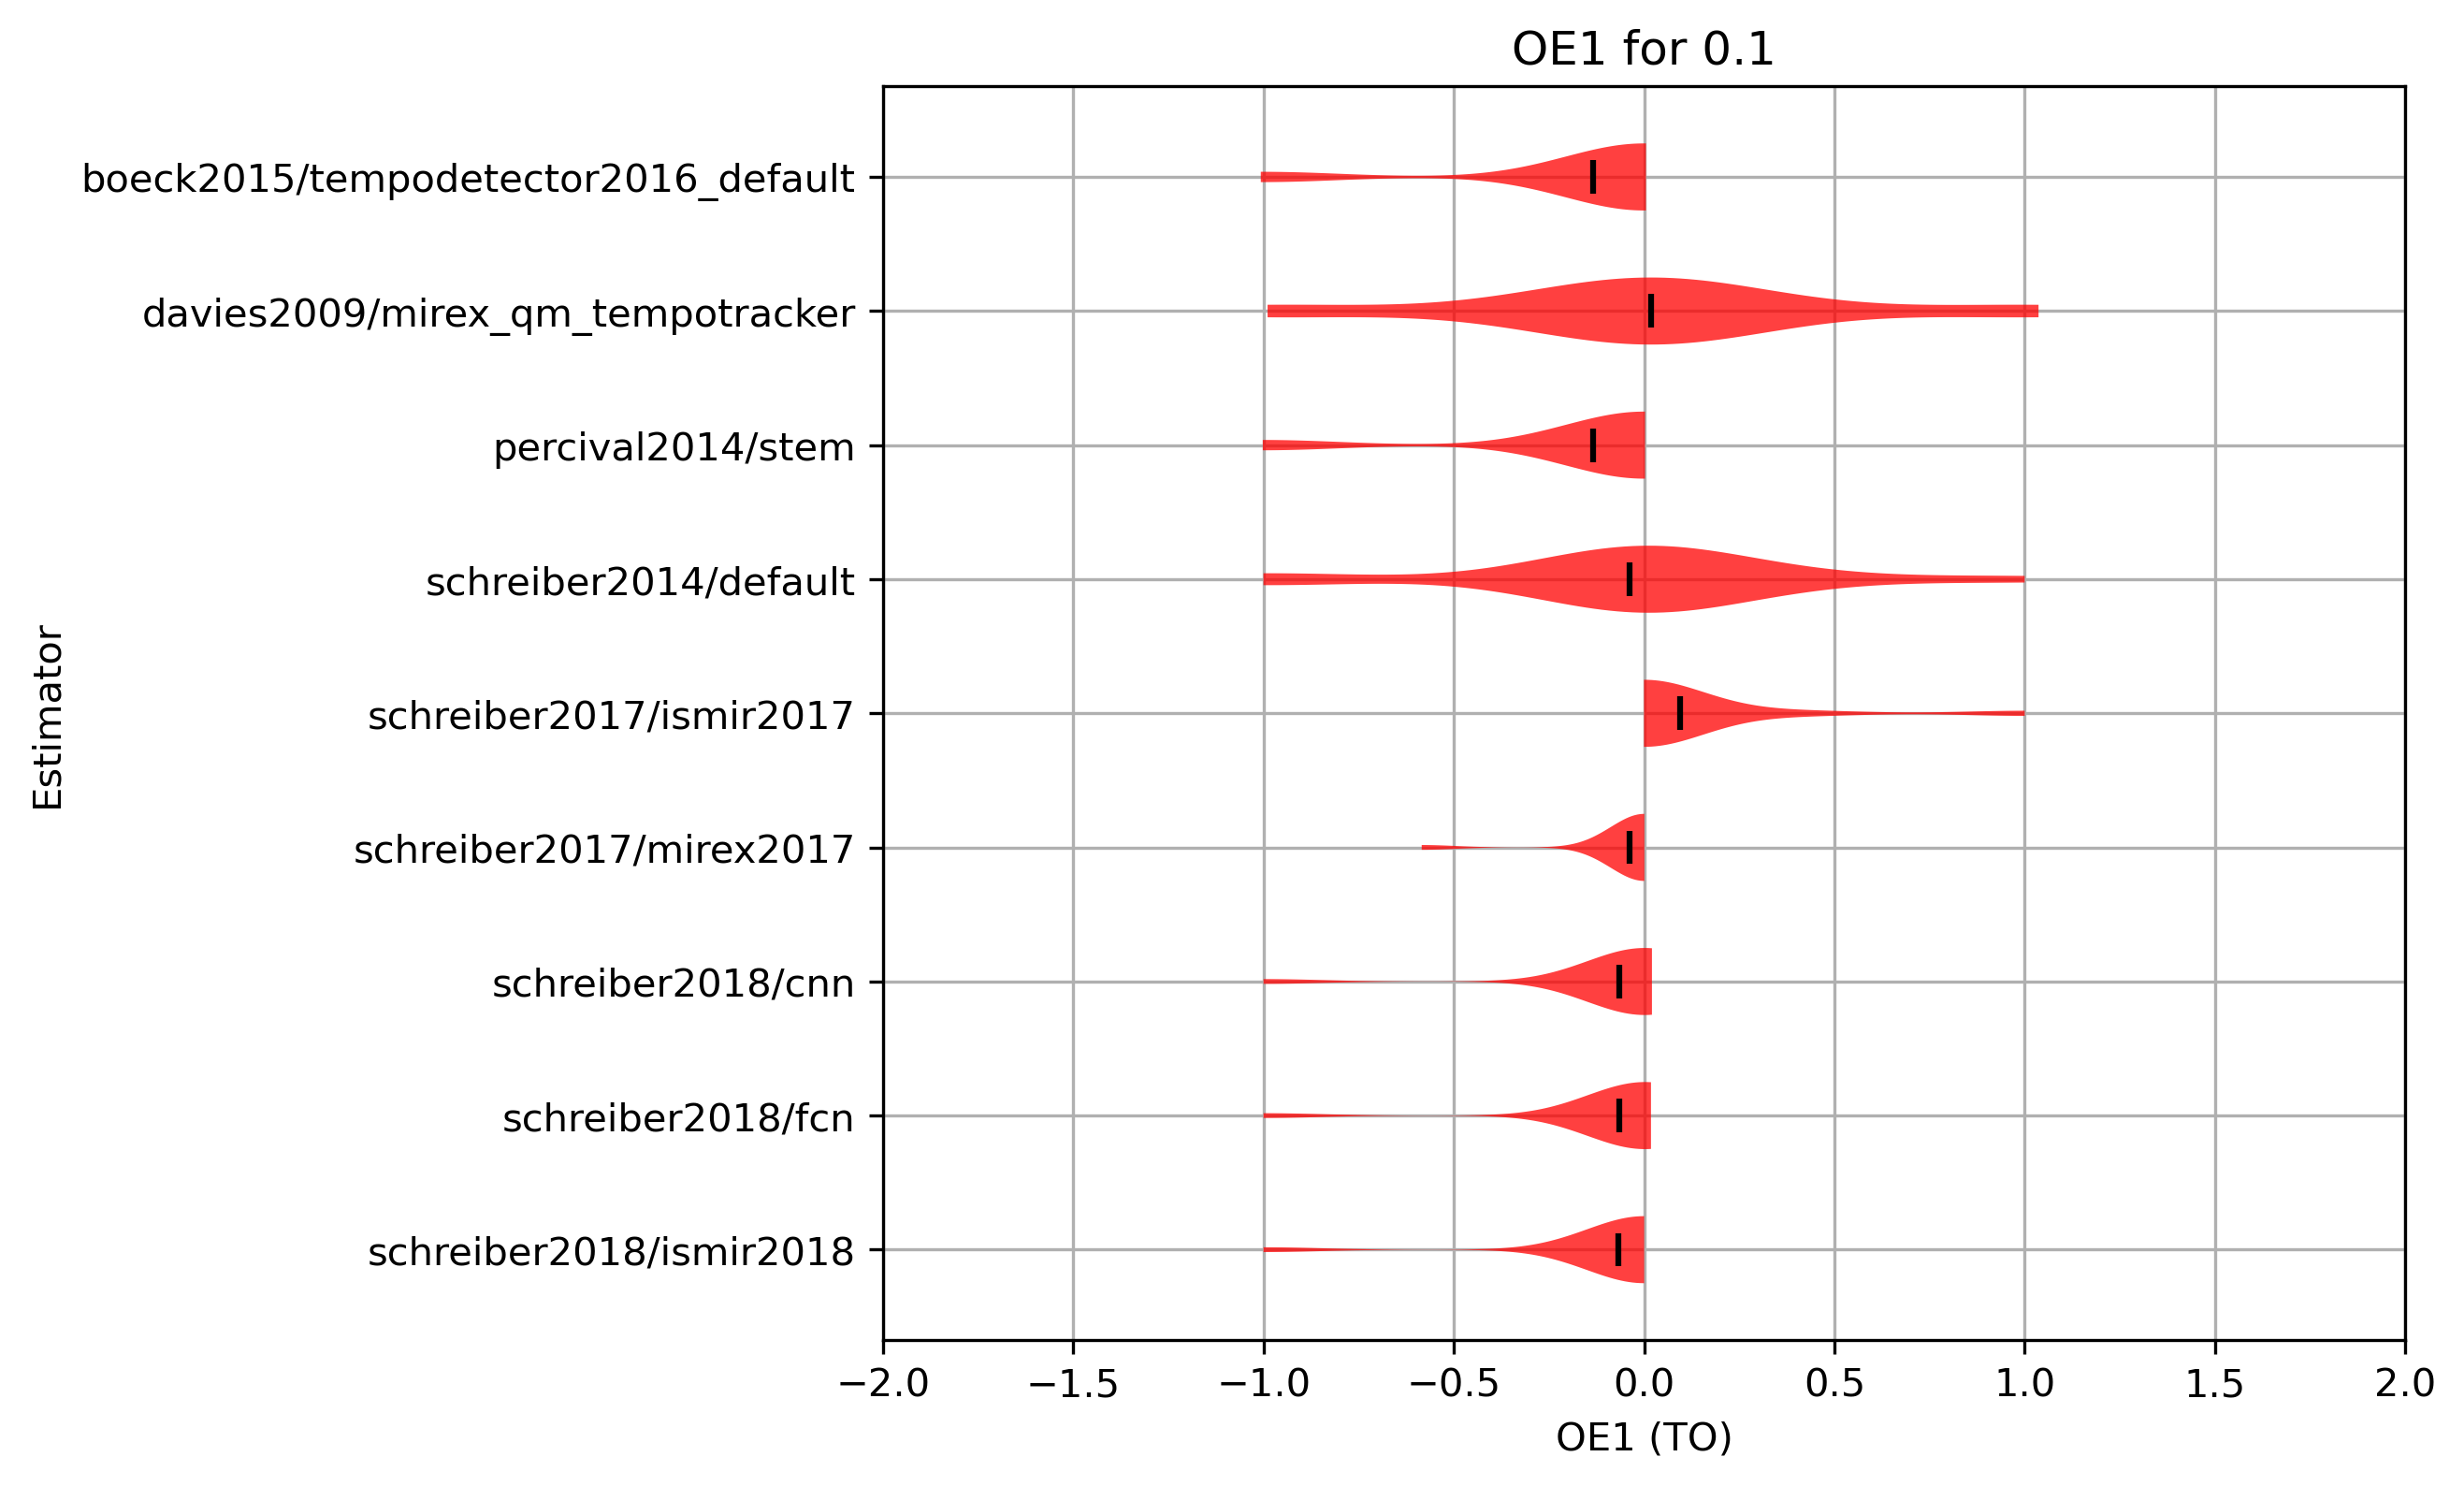 OE1 for 0.1
boeck2015/tempodetector2016_default
davies2009/mirex_qm_tempotracker
percival2014/stem
schreiber2014/default
schreiber2017/ismir2017
schreiber2017/mirex2017
schreiber2018/cnn
schreiber2018/fcn
schreiber2018/ismir2018
Estimator
−2.0 −1.5 −1.0 −0.5 0.0 0.5 1.0 1.5 2.0
OE1 (TO)